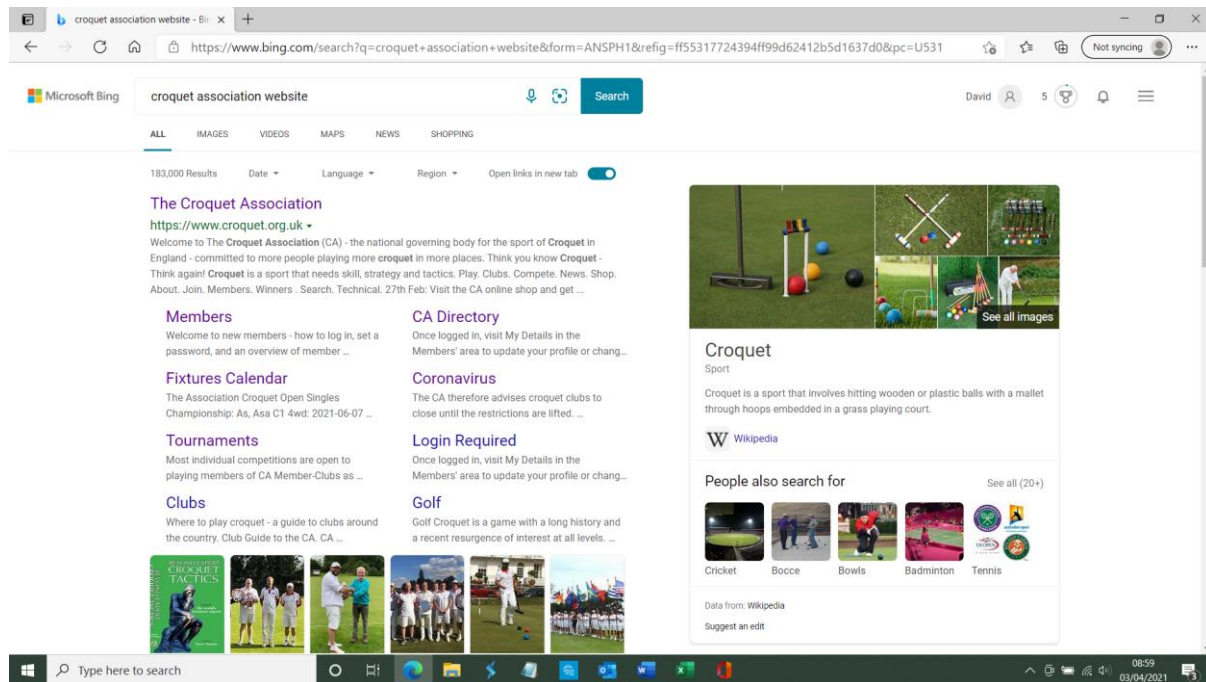 croquet association website - Bin
https://www.bing.com/search?q=croquet+association+website&form=ANSPH1&refig=ff55317724394ff99d62412b5d1637d0&pc=U531
Not syncing
Microsoft Bing
croquet association website
Search
David
5
ALL IMAGES VIDEOS MAPS NEWS SHOPPING
183,000 Results Date Language Region Open links in new tab
The Croquet Association
https://www.croquet.org.uk
Welcome to The Croquet Association (CA) - the national governing body for the sport of Croquet in
England - committed to more people playing more croquet in more places. Think you know Croquet -
Think again! Croquet is a sport that needs skill, strategy and tactics. Play. Clubs. Compete. News. Shop.
About. Join. Members. Winners . Search. Technical. 27th Feb: Visit the CA online shop and get ...
Members
Welcome to new members - how to log in, set a
password, and an overview of member ...
CA Directory
Once logged in, visit My Details in the
Members' area to update your profile or chang...
Fixtures Calendar
The Association Croquet Open Singles
Championship: As, Asa C1 4wd: 2021-06-07 ...
Coronavirus
The CA therefore advises croquet clubs to
close until the restrictions are lifted. ...
Tournaments
Most individual competitions are open to
playing members of CA Member-Clubs as ...
Login Required
Once logged in, visit My Details in the
Members' area to update your profile or chang...
Clubs
Where to play croquet - a guide to clubs around
the country. Club Guide to the CA. CA ...
Golf
Golf Croquet is a game with a long history and
a recent resurgence of interest at all levels. ...
CROQUET
TACTICS
See all images
Croquet
Sport
Croquet is a sport that involves hitting wooden or plastic balls with a mallet
through hoops embedded in a grass playing court.
W Wikipedia
People also search for
See all (20+)
Cricket Bocce Bowls Badminton Tennis
Data from: Wikipedia
Suggest an edit
Type here to search
08:59
03/04/2021
3